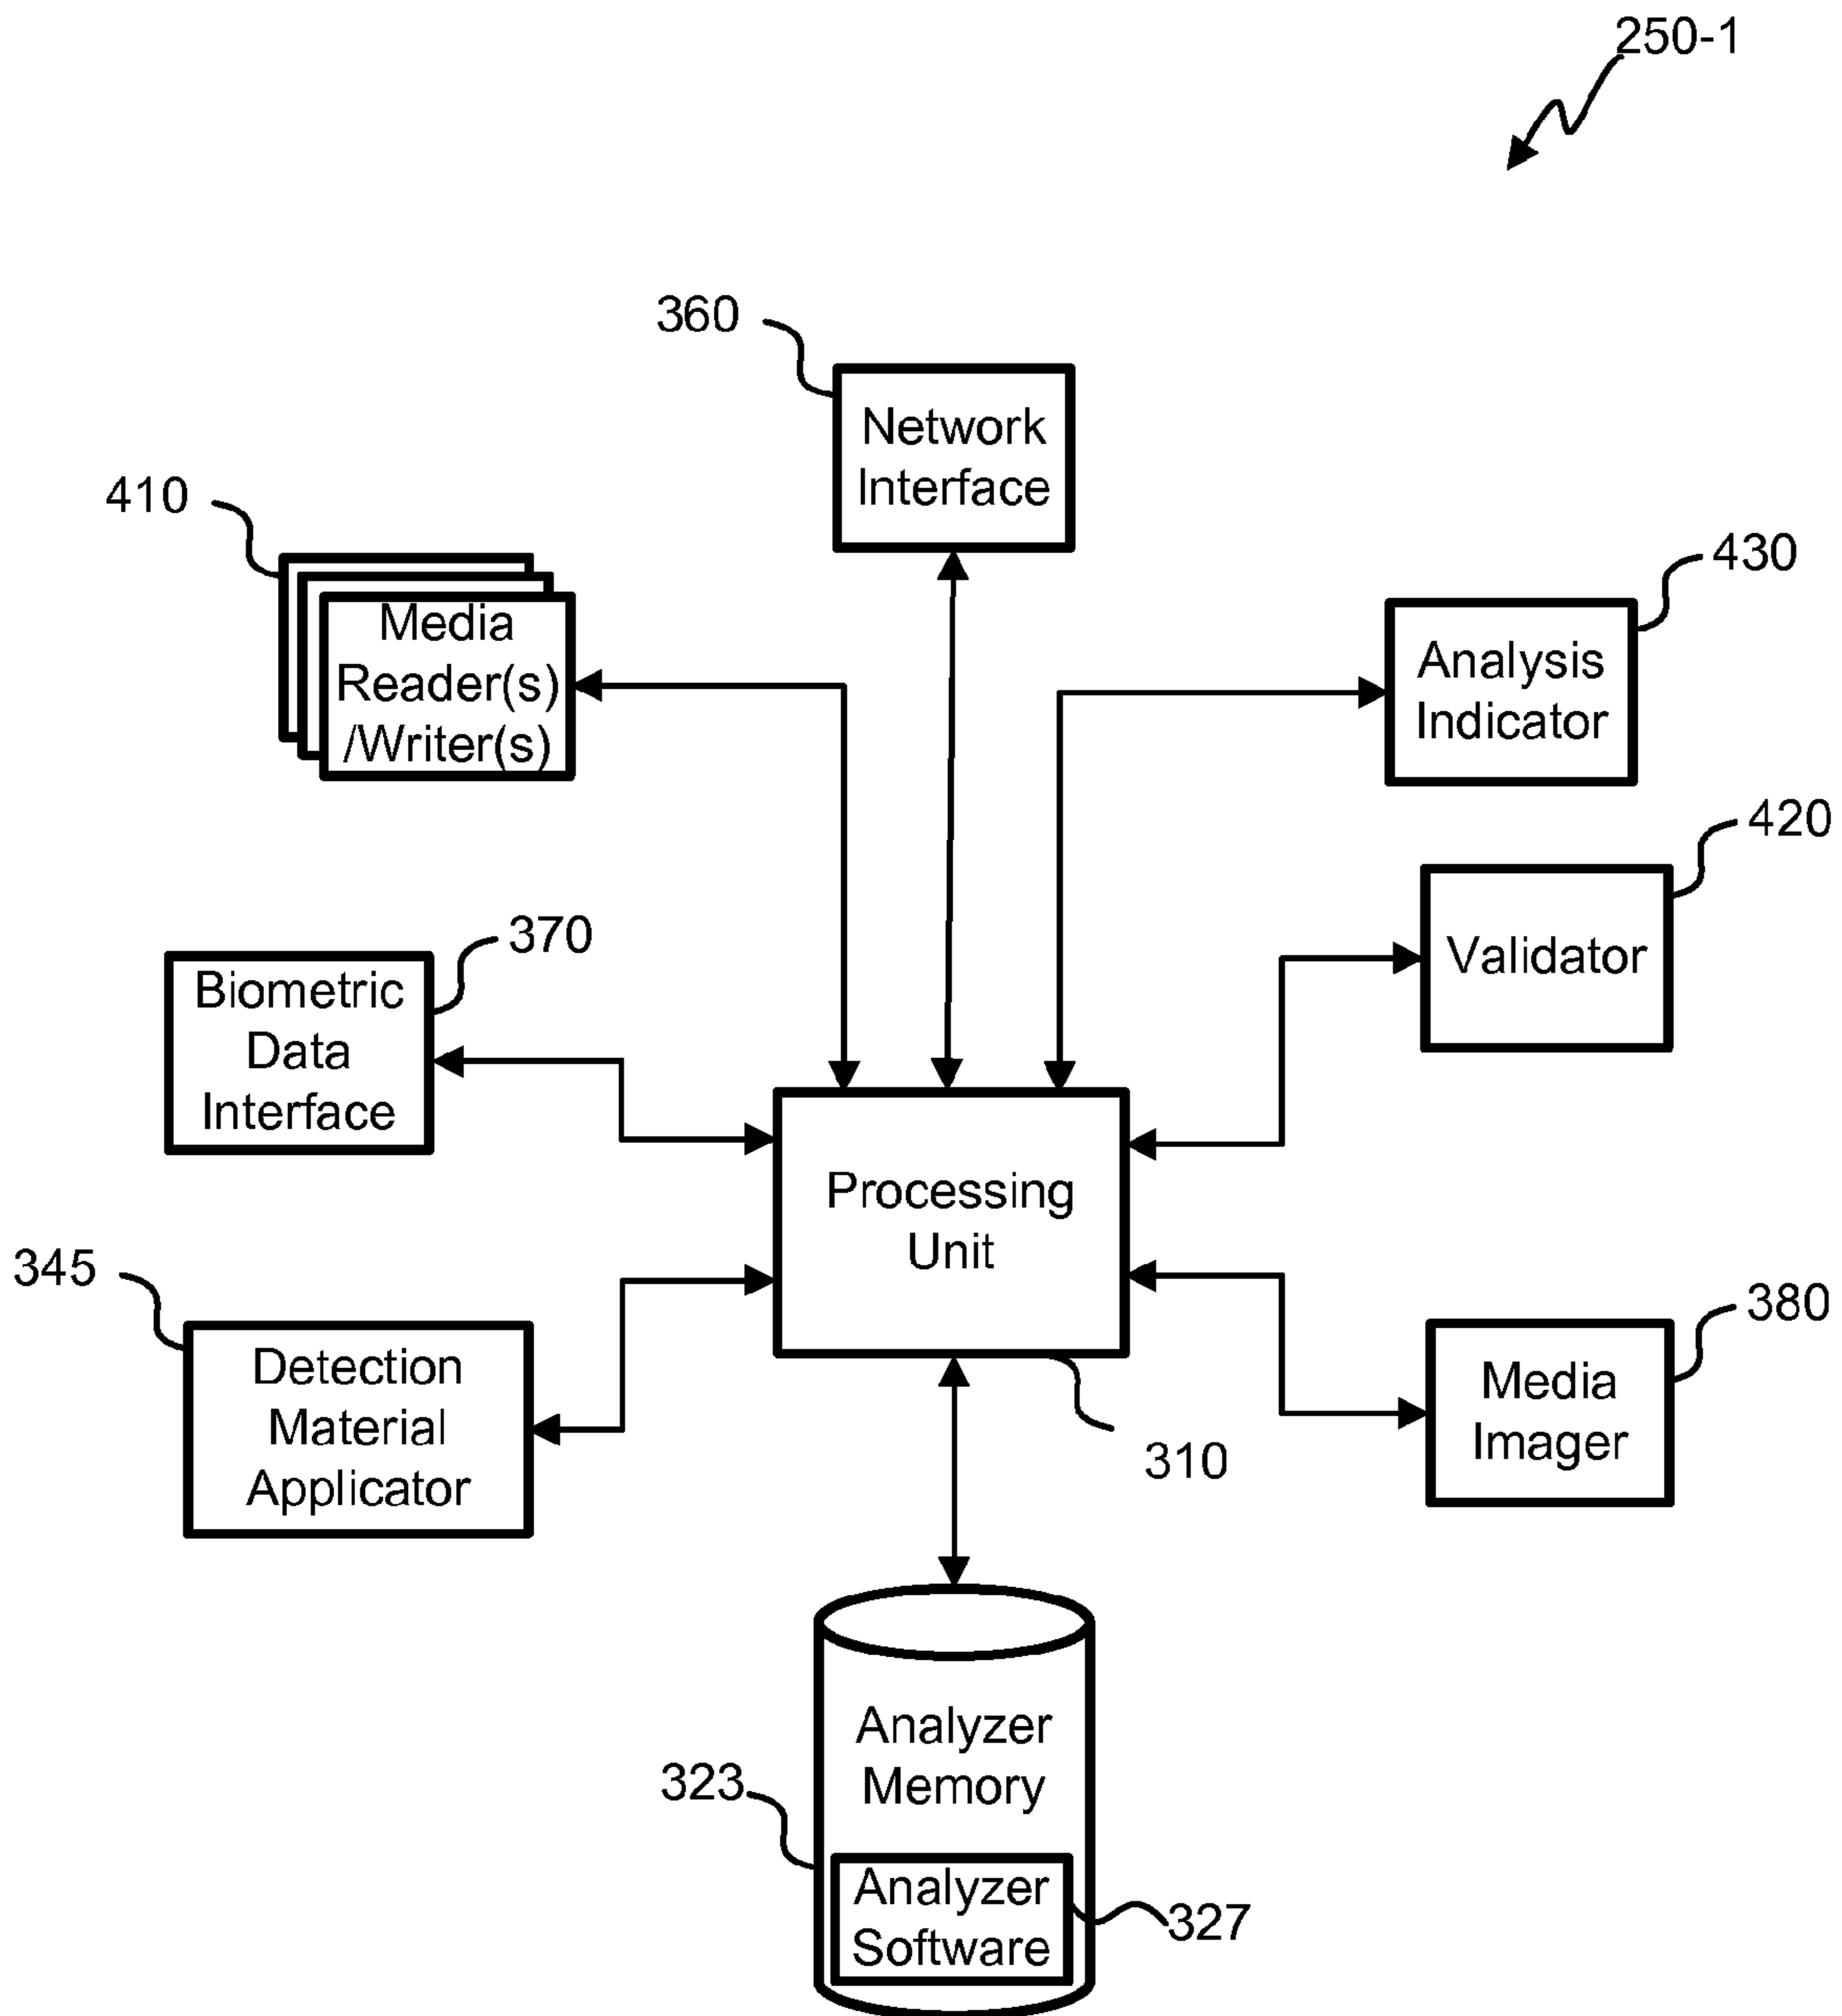 250-1
360
Network
Interface
410
Media
Reader(s)
/Writer(s)
430
Analysis
Indicator
420
Validator
370
Biometric
Data
Interface
Processing
Unit
310
345
Detection
Material
Applicator
380
Media
Imager
Analyzer
Memory
323
Analyzer
Software
327